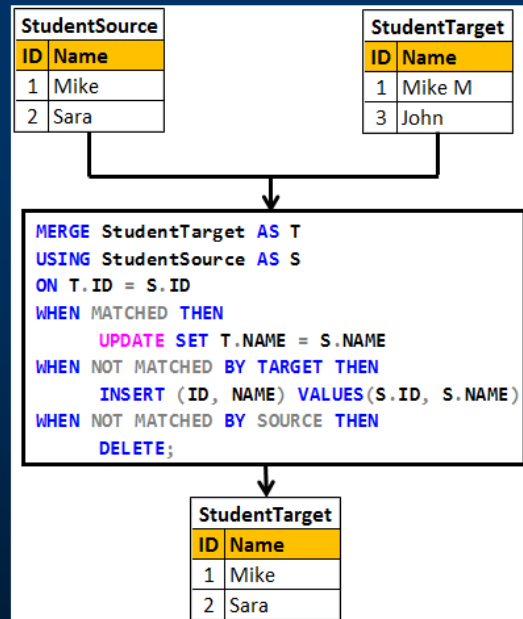 StudentSource
ID Name
1 Mike
2 Sara
StudentTarget
ID Name
1 Mike M
3 John
MERGE StudentTarget AS T
USING StudentSource AS S
ON T.ID = S.ID
WHEN MATCHED THEN
UPDATE SET T.NAME = S.NAME
WHEN NOT MATCHED BY TARGET THEN
INSERT (ID, NAME) VALUES(S.ID, S.NAME)
WHEN NOT MATCHED BY SOURCE THEN
DELETE;
StudentTarget
ID Name
1 Mike
2 Sara